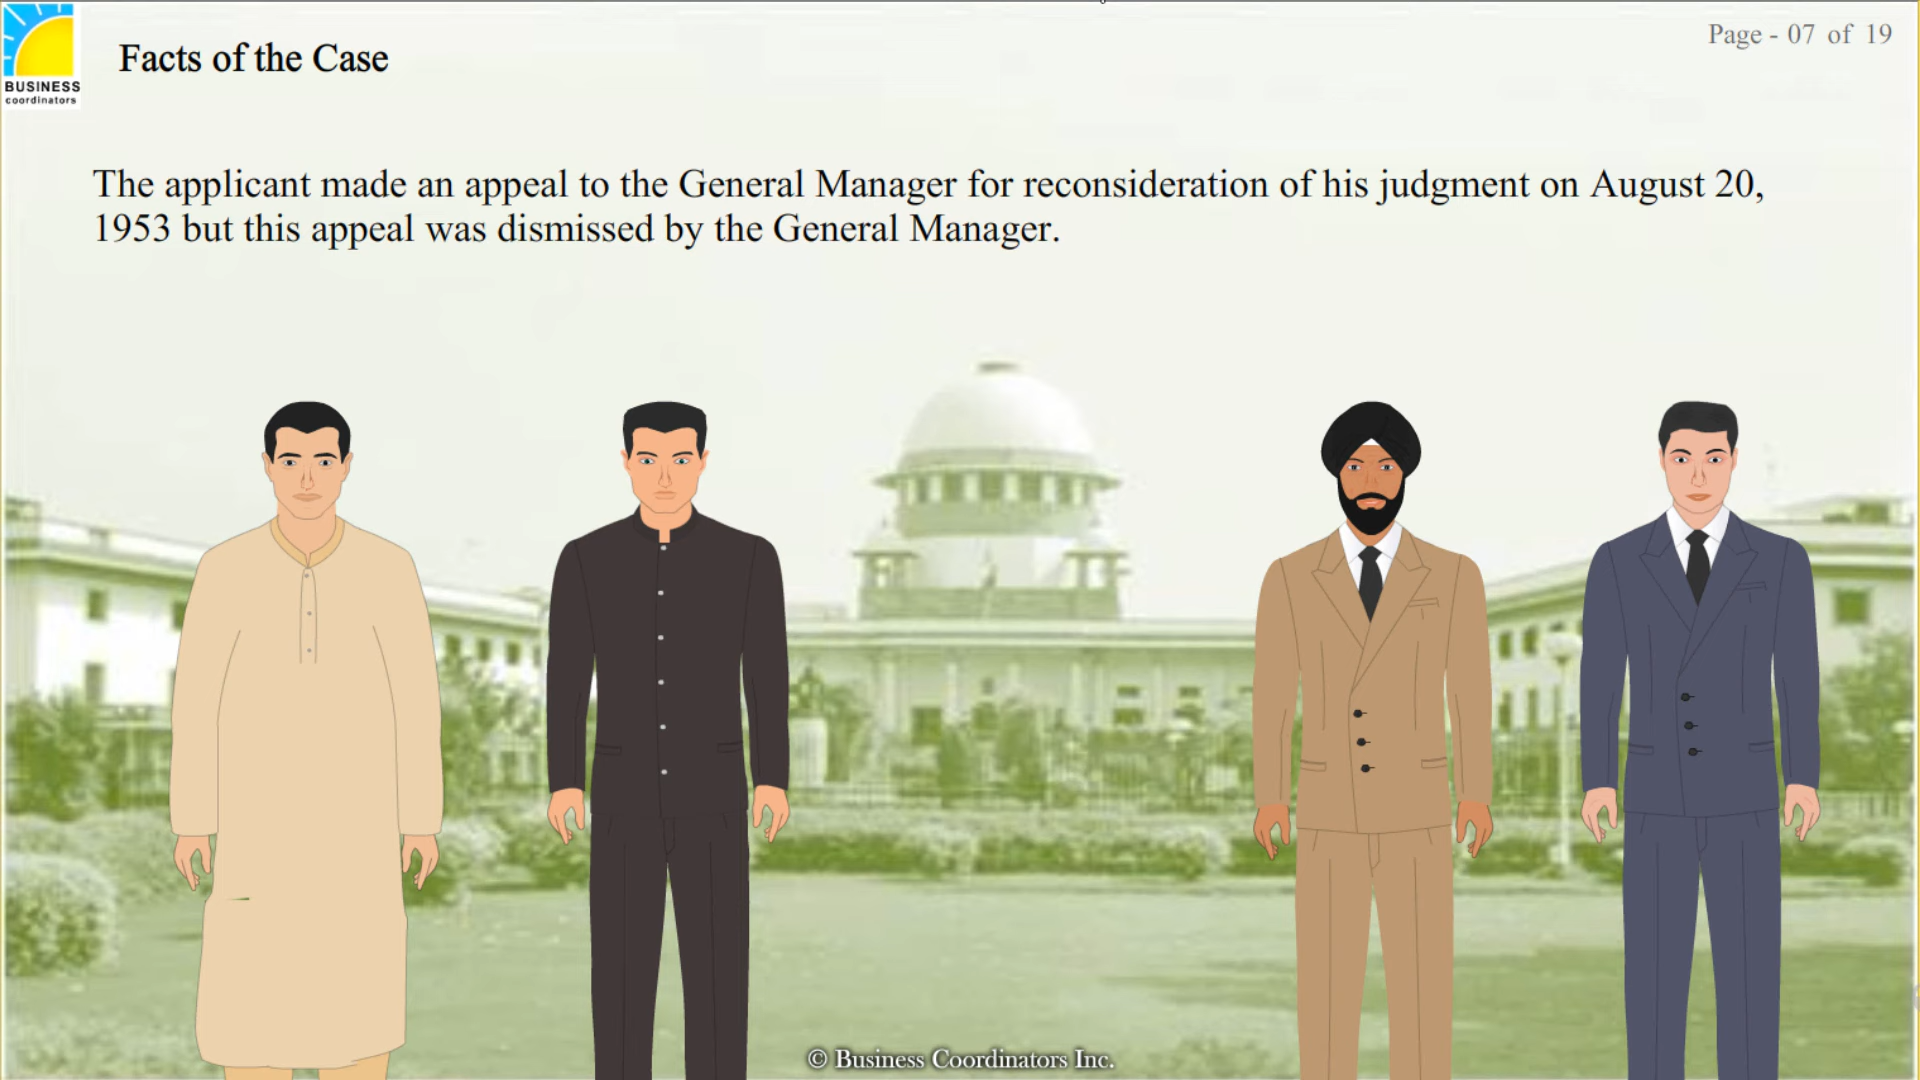 BUSINESS
coordinators
Facts of the Case
Page - 07 of 19
The applicant made an appeal to the General Manager for reconsideration of his judgment on August 20,
1953 but this appeal was dismissed by the General Manager.
© Business Coordinators Inc.